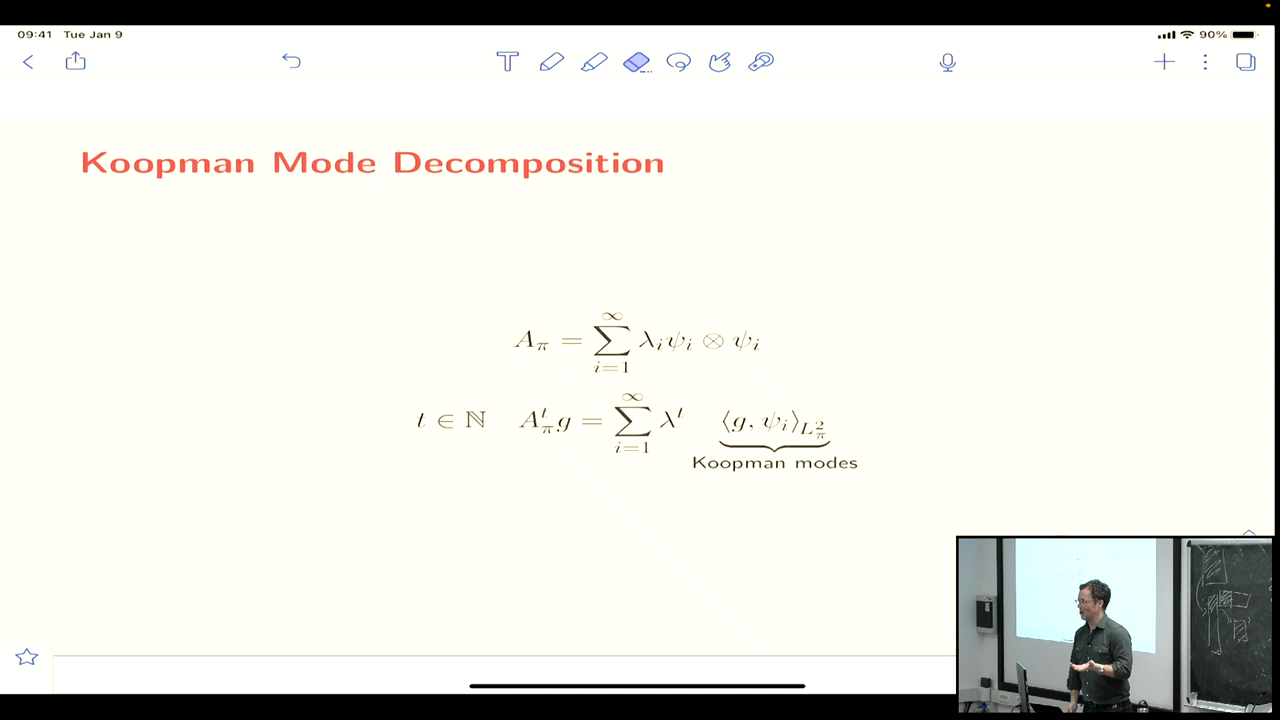 09:41 Tue Jan 9 90%
T
Koopman Mode Decomposition
A_π = ∑_{i=1}^{∞} λ_i ψ_i ⊗ ψ_i
t ∈ ℕ A_π^t g = ∑_{i=1}^{∞} λ^t ⟨g, ψ_i⟩_{L_π^2}
Koopman modes